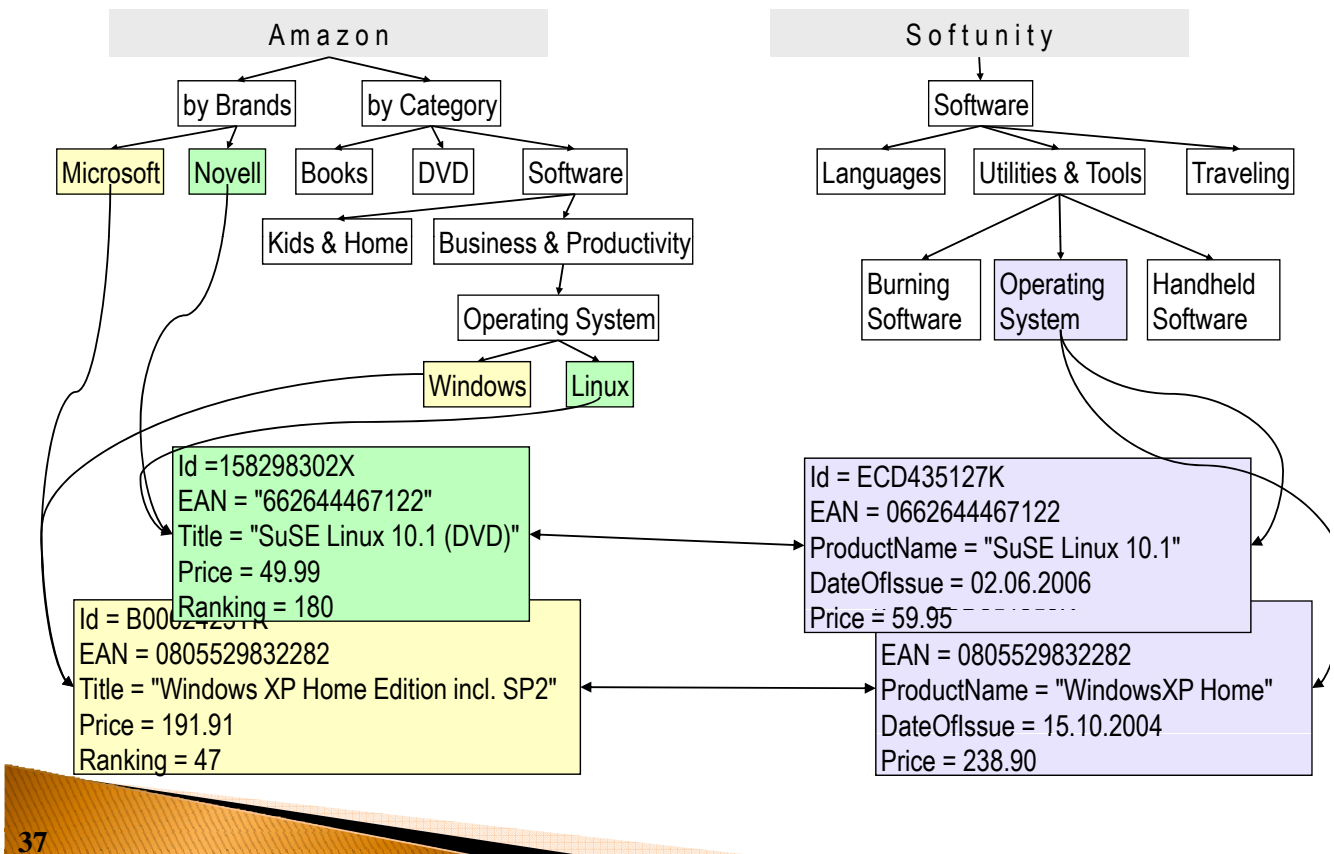 A m a z o n
by Brands
by Category
Microsoft
Novell
Books
DVD
Software
Kids & Home
Business & Productivity
Operating System
Windows
Linux
Id =158298302X
EAN = "662644467122"
Title = "SuSE Linux 10.1 (DVD)"
Price = 49.99
Ranking = 180
Id =
EAN = 0805529832282
Title = "Windows XP Home Edition incl. SP2"
Price = 191.91
Ranking = 47
S o f t u n i t y
Software
Languages
Utilities & Tools
Traveling
Burning
Software
Operating
System
Handheld
Software
Id = ECD435127K
EAN = 0662644467122
ProductName = "SuSE Linux 10.1"
DateOfIssue = 02.06.2006
Price = 59.95
EAN = 0805529832282
ProductName = "WindowsXP Home"
DateOfIssue = 15.10.2004
Price = 238.90
37